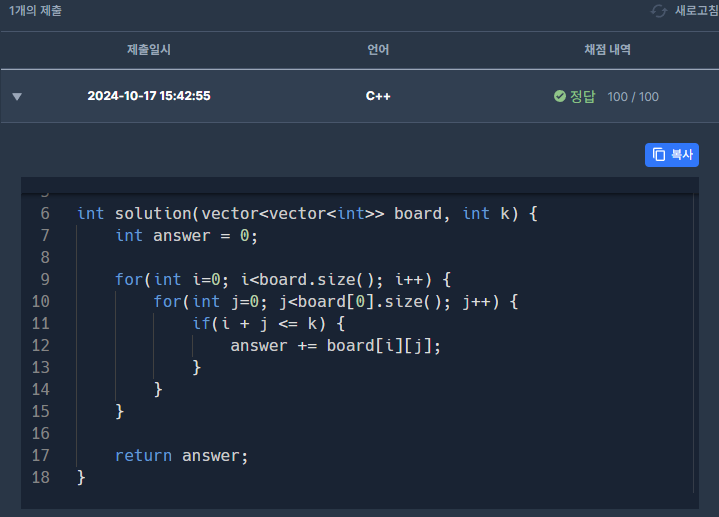 1개의 제출
새로고침
제출일시 언어 채점 내역
2024-10-17 15:42:55 C++ 정답 100 / 100
복사
6 int solution(vector<vector<int>> board, int k) {
7     int answer = 0;
8
9     for(int i=0; i<board.size(); i++) {
10         for(int j=0; j<board[0].size(); j++) {
11             if(i + j <= k) {
12                 answer += board[i][j];
13             }
14         }
15     }
16
17     return answer;
18 }